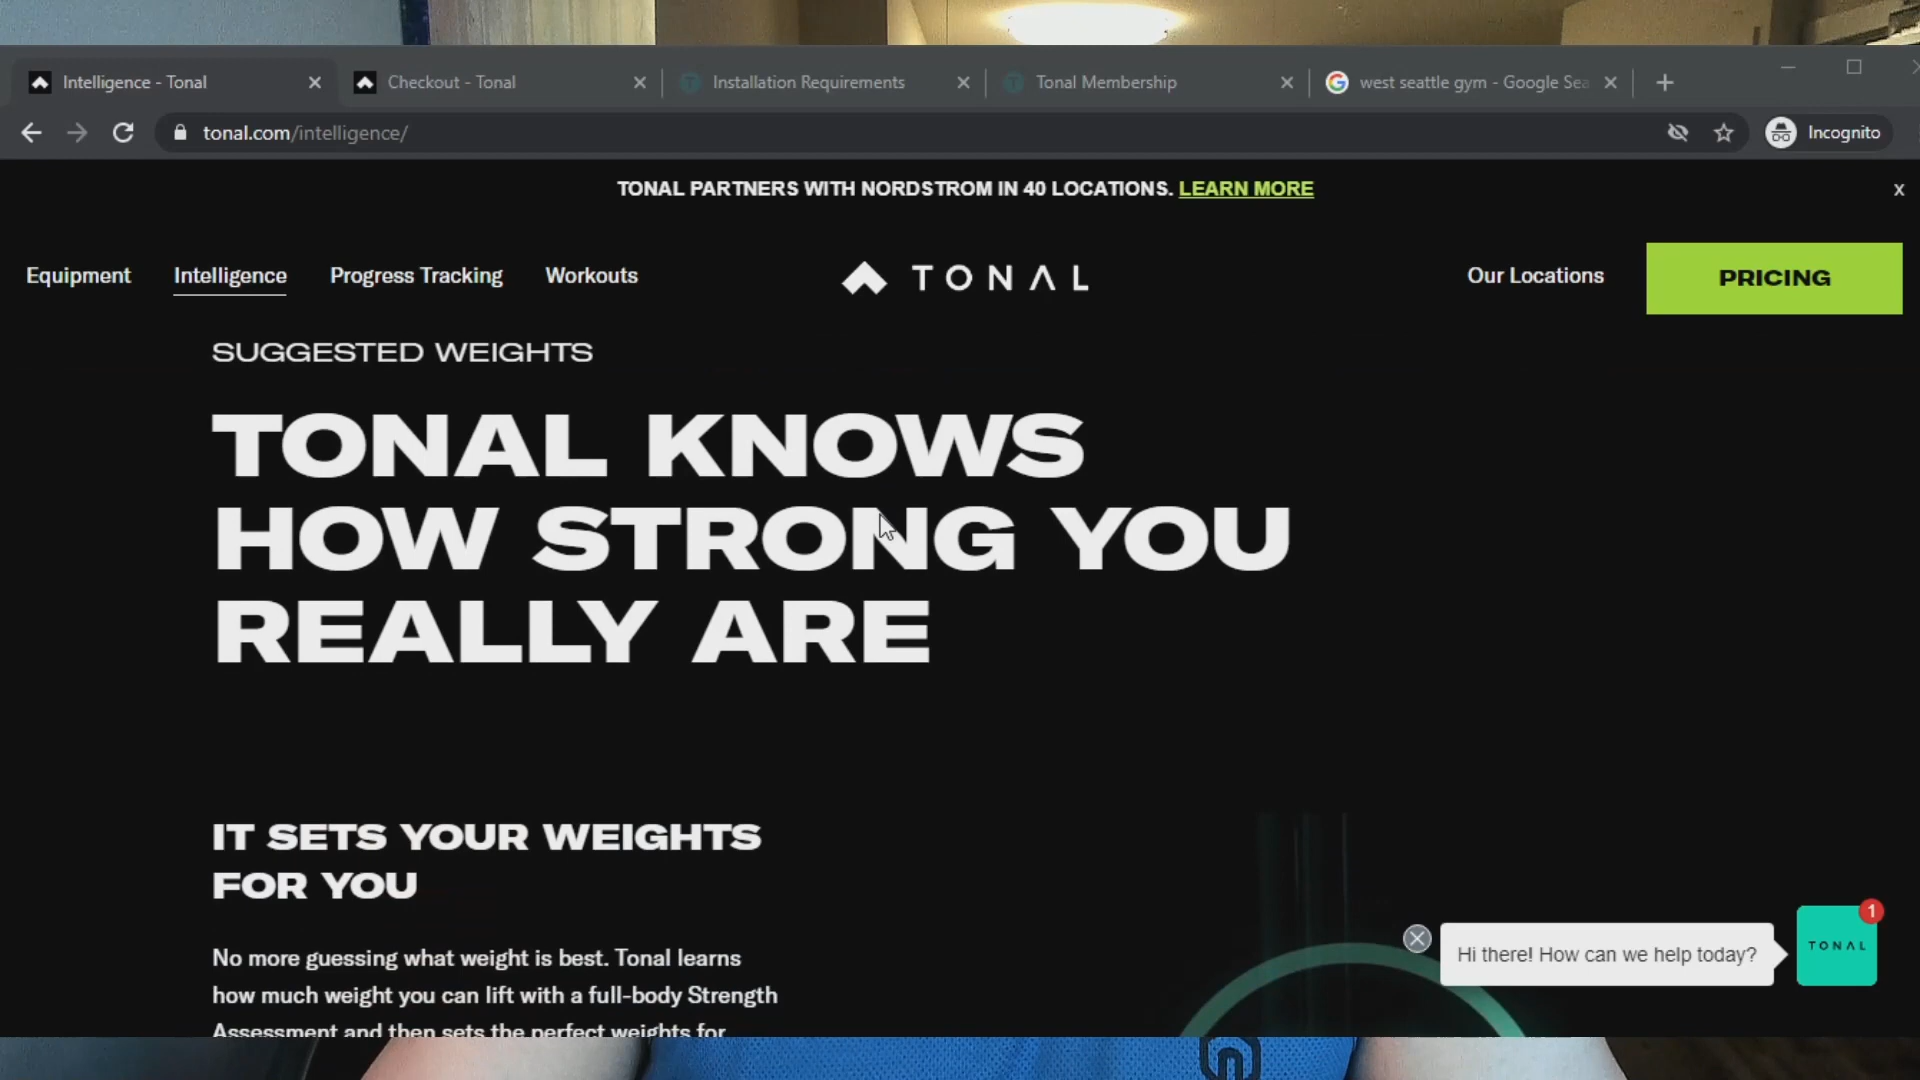 Intelligence - Tonal
Checkout - Tonal
Installation Requirements
Tonal Membership
west seattle gym - Google Sea
tonal.com/intelligence/
Incognito
TONAL PARTNERS WITH NORDSTROM IN 40 LOCATIONS. LEARN MORE
x
Equipment
Intelligence
Progress Tracking
Workouts
TONAL
Our Locations
PRICING
SUGGESTED WEIGHTS
TONAL KNOWS
HOW STRONG YOU
REALLY ARE
IT SETS YOUR WEIGHTS
FOR YOU
No more guessing what weight is best. Tonal learns
how much weight you can lift with a full-body Strength
Assessment and then sets the perfect weights for
Hi there! How can we help today?
TONAL
1